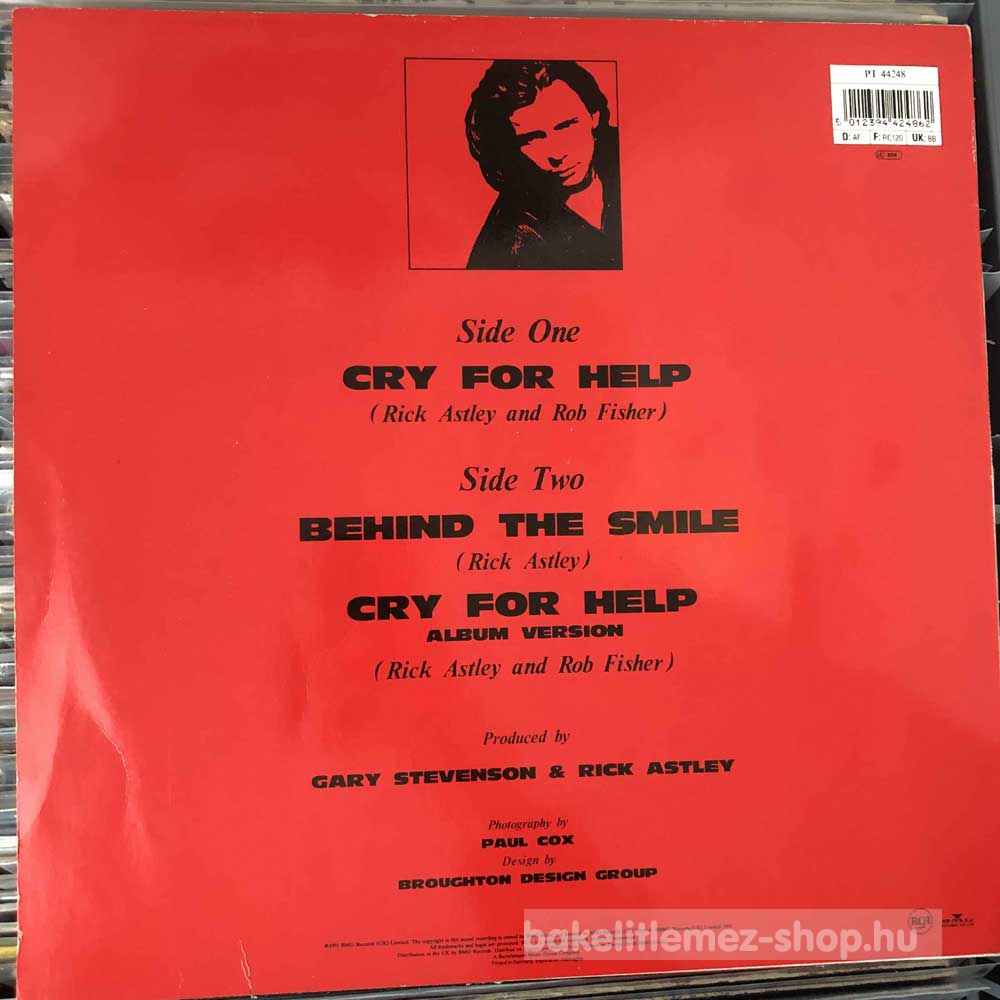 PT 44248
5 012394 424862
D: AF F: RC120 UK: BB
Side One
CRY FOR HELP
(Rick Astley and Rob Fisher)
Side Two
BEHIND THE SMILE
(Rick Astley)
CRY FOR HELP
ALBUM VERSION
(Rick Astley and Rob Fisher)
Produced by
GARY STEVENSON & RICK ASTLEY
Photography by
PAUL COX
Design by
BROUGHTON DESIGN GROUP
RCA
bakelitlemez-shop.hu